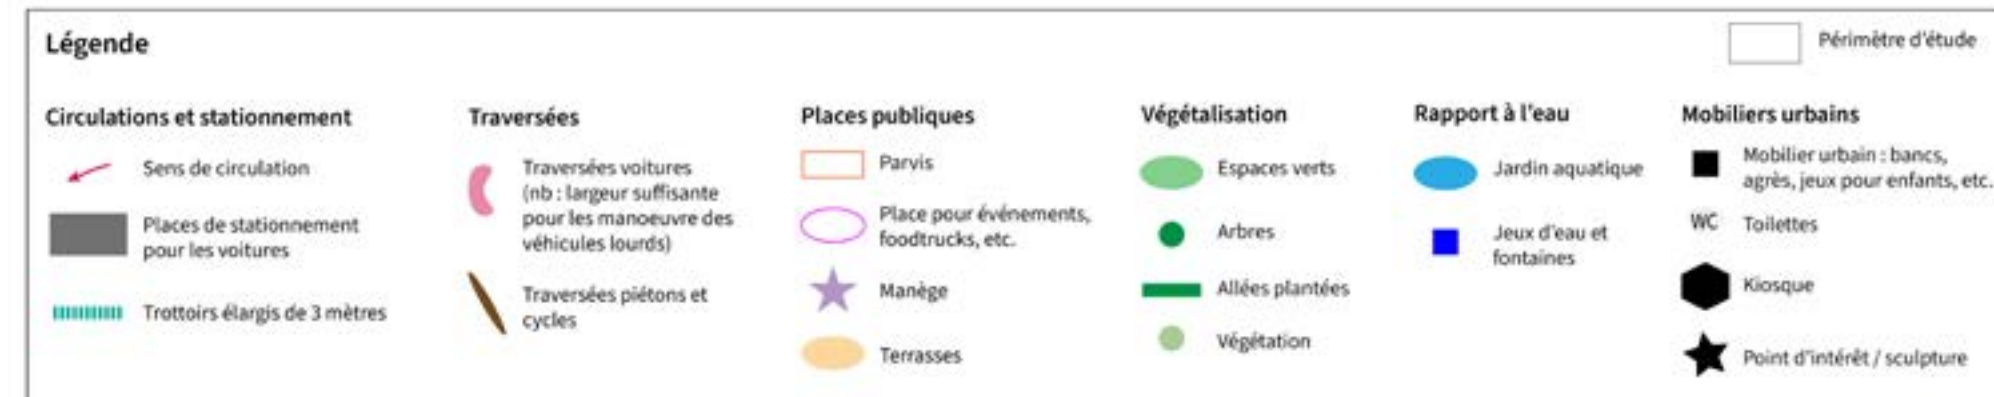 Légende
Périmètre d'étude
Circulations et stationnement
Sens de circulation
Places de stationnement
pour les voitures
Trottoirs élargis de 3 mètres
Traversées
Traversées voitures
(nb : largeur suffisante
pour les manoeuvre des
véhicules lourds)
Traversées piétons et
cycles
Places publiques
Parvis
Place pour événements,
foodtrucks, etc.
Manège
Terrasses
Végétalisation
Espaces verts
Arbres
Allées plantées
Végétation
Rapport à l'eau
Jardin aquatique
Jeux d'eau et
fontaines
Mobiliers urbains
Mobilier urbain : bancs,
agrès, jeux pour enfants, etc.
WC Toilettes
Kiosque
Point d'intérêt / sculpture